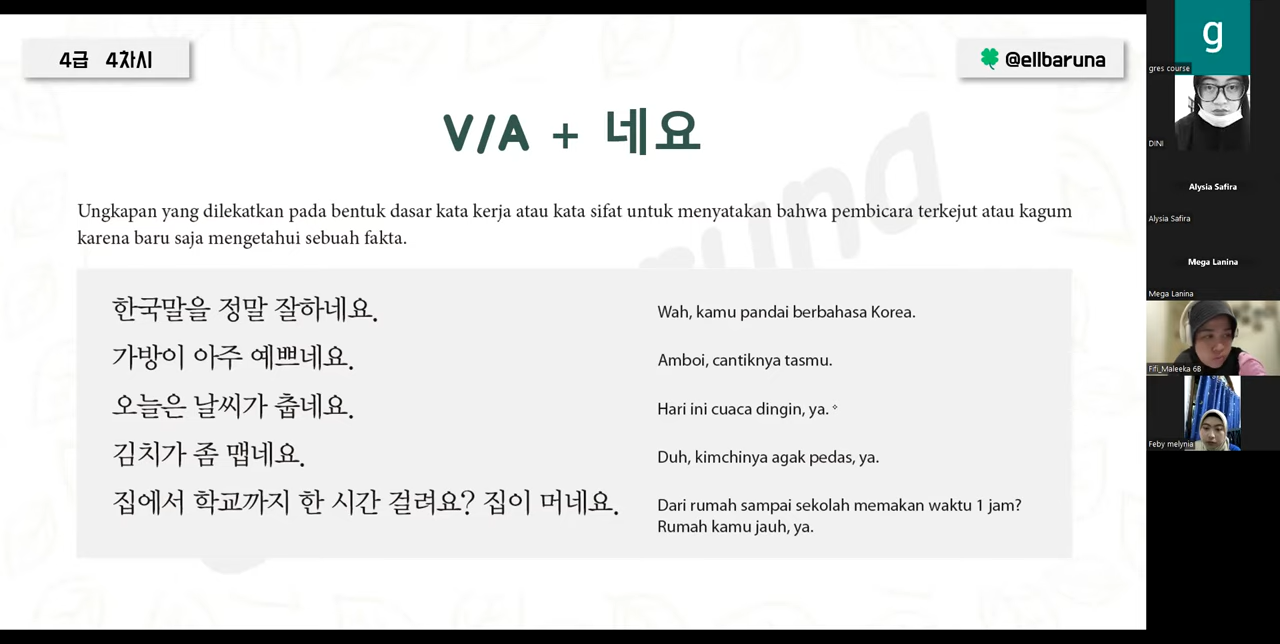 4급 4차시
🍀 @ellbaruna
V/A + 네요
Ungkapan yang dilekatkan pada bentuk dasar kata kerja atau kata sifat untuk menyatakan bahwa pembicara terkejut atau kagum
karena baru saja mengetahui sebuah fakta.
한국말을 정말 잘하네요.
Wah, kamu pandai berbahasa Korea.
가방이 아주 예쁘네요.
Amboi, cantiknya tasmu.
오늘은 날씨가 춥네요.
Hari ini cuaca dingin, ya.
김치가 좀 맵네요.
Duh, kimchinya agak pedas, ya.
집에서 학교까지 한 시간 걸려요? 집이 머네요.
Dari rumah sampai sekolah memakan waktu 1 jam?
Rumah kamu jauh, ya.
g
gres course
DINI
Alysia Safira
Alysia Safira
Mega Lanina
Mega Lanina
Fifi_Maleeka 6B
Feby melynia